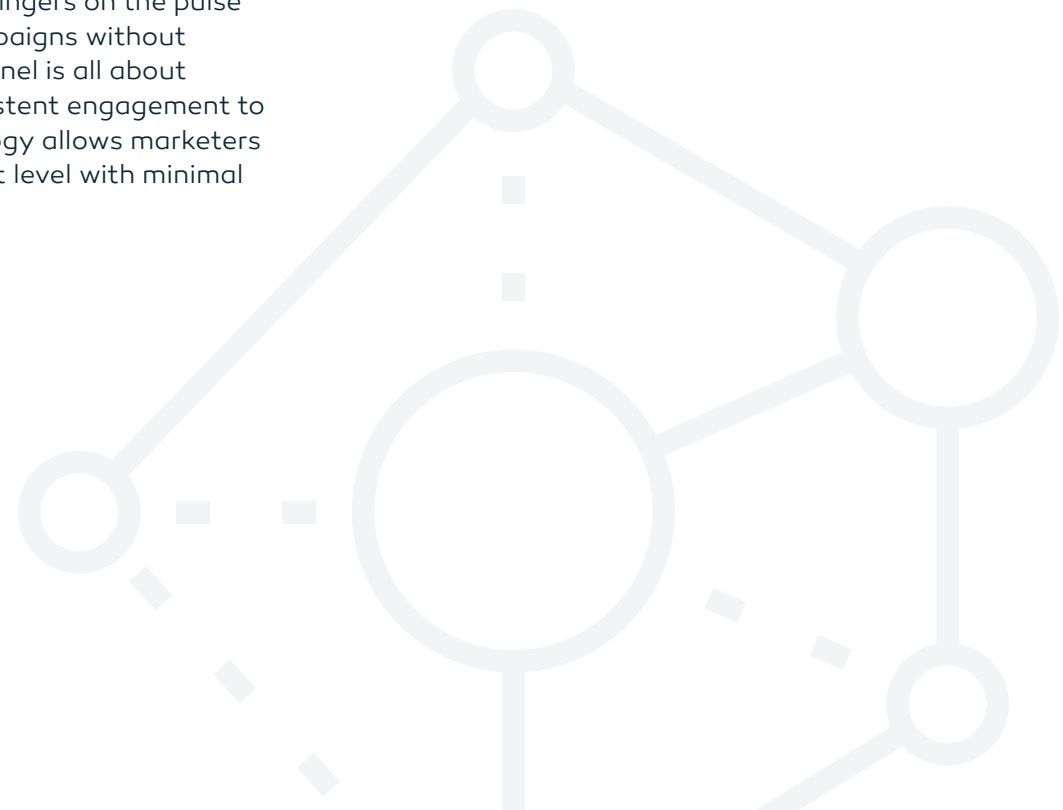 ingers on the pulse
paigns without
nel is all about
stent engagement to
gy allows marketers
t level with minimal